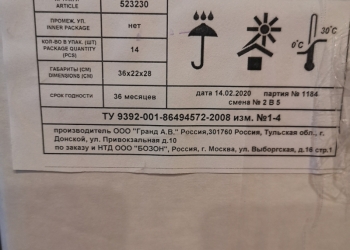 ARTICLE 523230
ПРОМЕЖ. УП. нет
INNER PACKAGE
КОЛ-ВО В УПАК. (ШТ)
PACKAGE QUANTITY 14
(PCS)
0°C 30°C
ГАБАРИТЫ (СМ) 36x22x28
DIMENSIONS (CM)
СРОК ГОДНОСТИ 36 месяцев
дата 14.02.2020 партия № 1184
смена № 2 В 5
ТУ 9392-001-86494572-2008 изм. №1-4
производитель ООО "Гранд А.В." Россия,301760 Россия, Тульская обл., г.
Донской, ул. Привокзальная д.10
по заказу и НТД ООО "БОЗОН", Россия, г. Москва, ул. Выборгская, д.16 стр.1